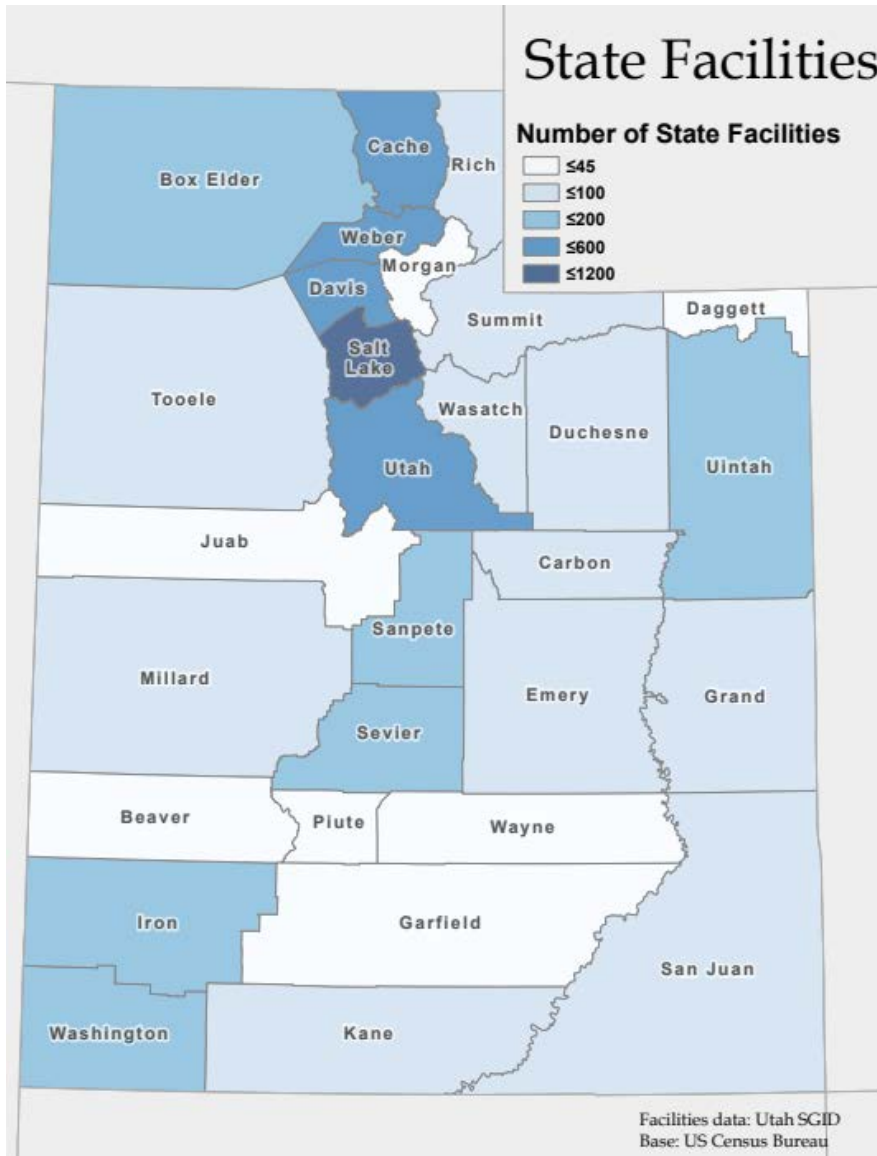 State Facilities
Number of State Facilities
≤45
≤100
≤200
≤600
≤1200
Cache
Rich
Box Elder
Weber
Morgan
Davis
Daggett
Summit
Salt
Lake
Tooele
Wasatch
Duchesne
Utah
Uintah
Juab
Carbon
Sanpete
Millard
Emery
Grand
Sevier
Beaver
Piute
Wayne
Iron
Garfield
San Juan
Washington
Kane
Facilities data: Utah SGID
Base: US Census Bureau